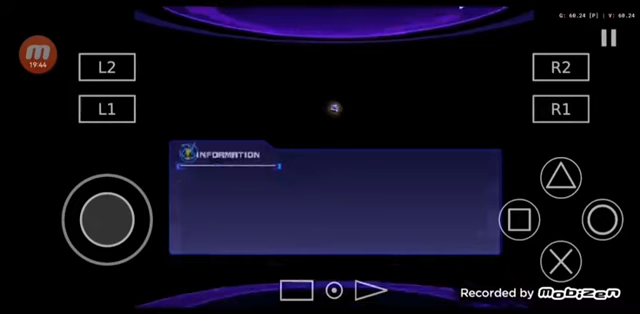 G: 60.24 [P] | V: 60.24
19:44
L2
R2
L1
R1
INFORMATION
Recorded by mobizen